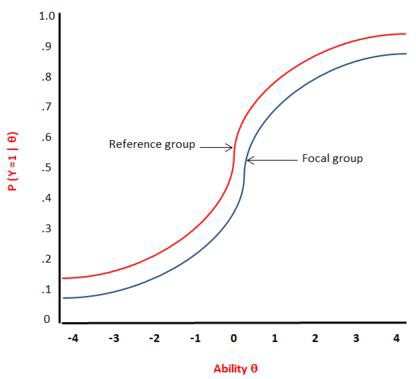 1.0
.9
.8
.7
.6
.5
.4
.3
.2
.1
0
P (Y =1 | θ)
Reference group
Focal group
-4 -3 -2 -1 0 1 2 3 4
Ability θ